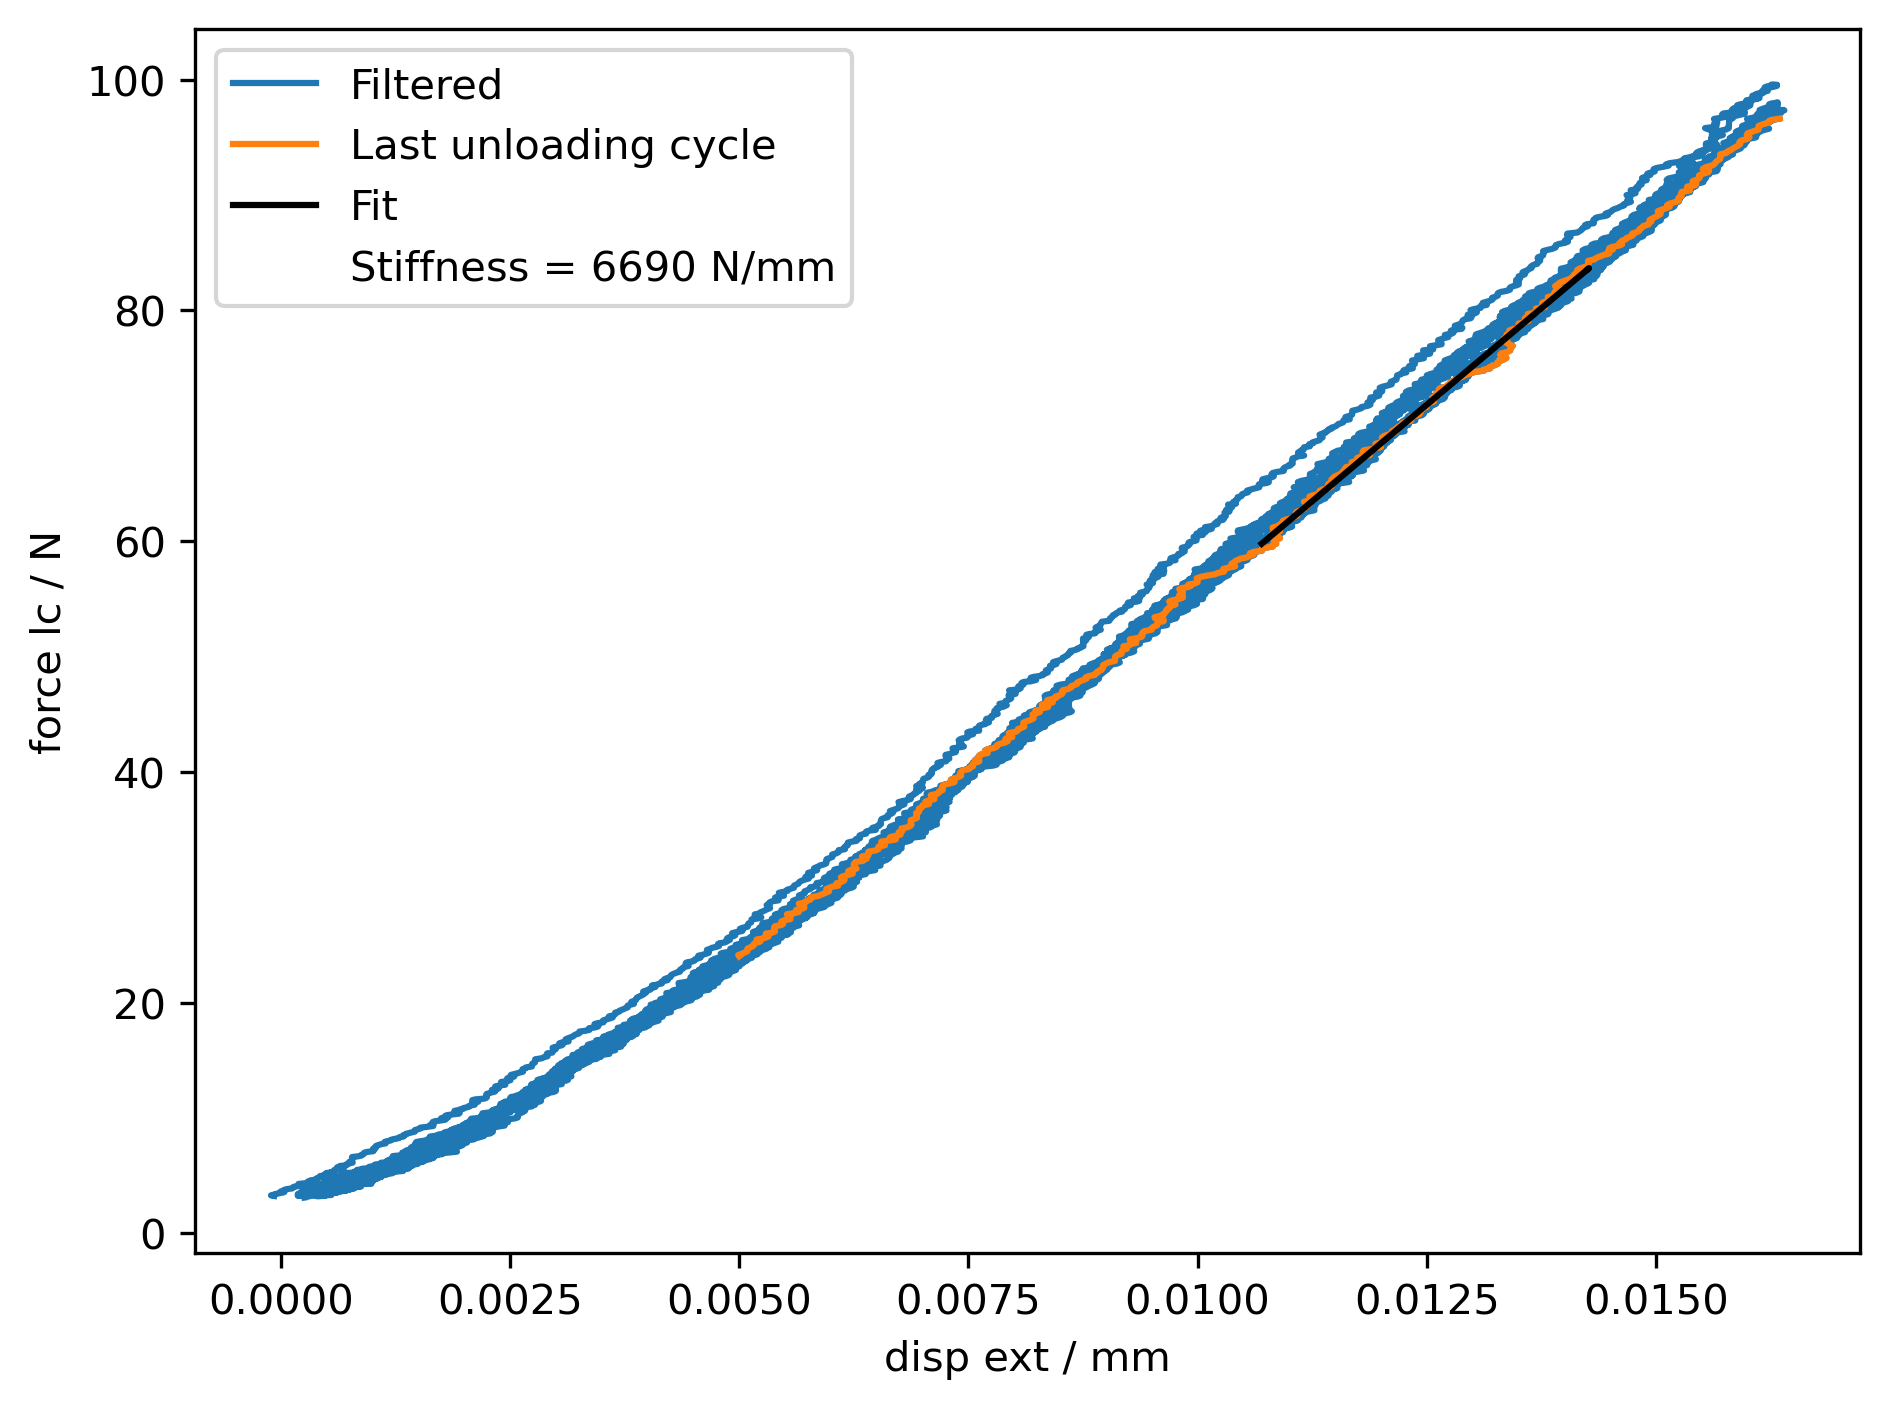 Filtered
Last unloading cycle
Fit
Stiffness = 6690 N/mm
100
80
60
40
20
0
force lc / N
0.0000 0.0025 0.0050 0.0075 0.0100 0.0125 0.0150
disp ext / mm